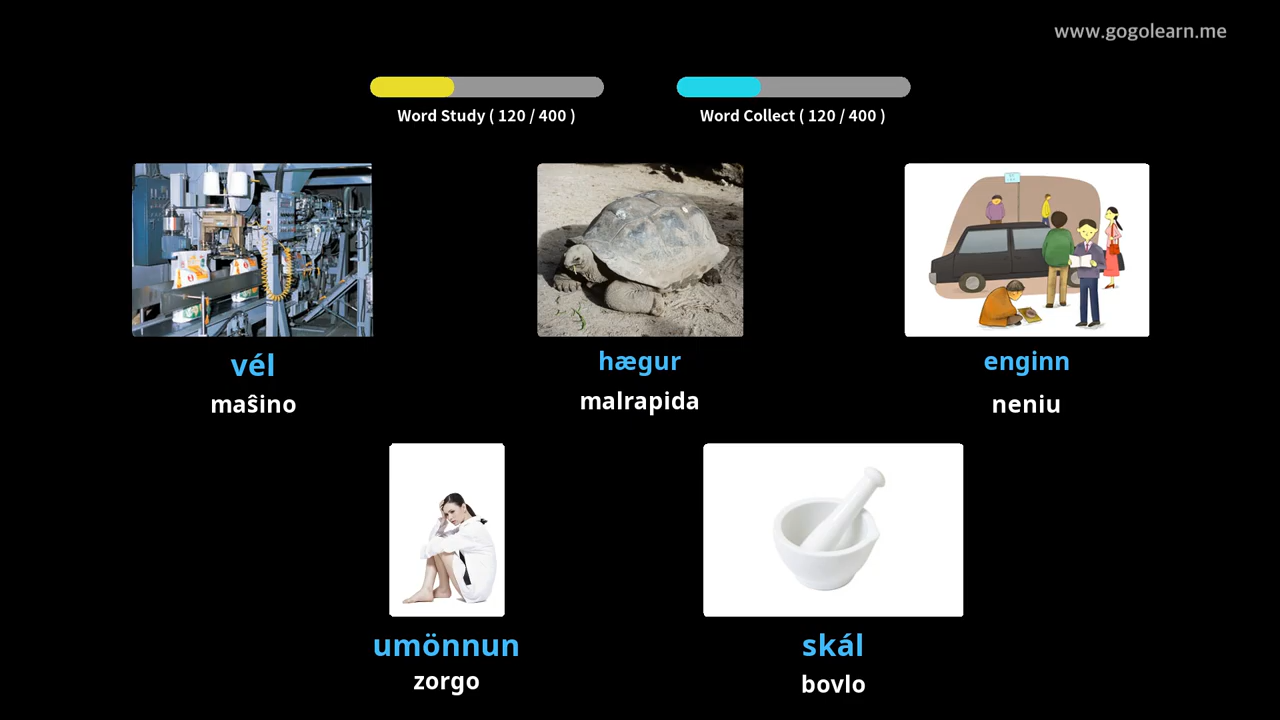 www.gogolearn.me
Word Study ( 120 / 400 )
Word Collect ( 120 / 400 )
vél
hægur
enginn
maŝino
malrapida
neniu
umönnun
skál
zorgo
bovlo